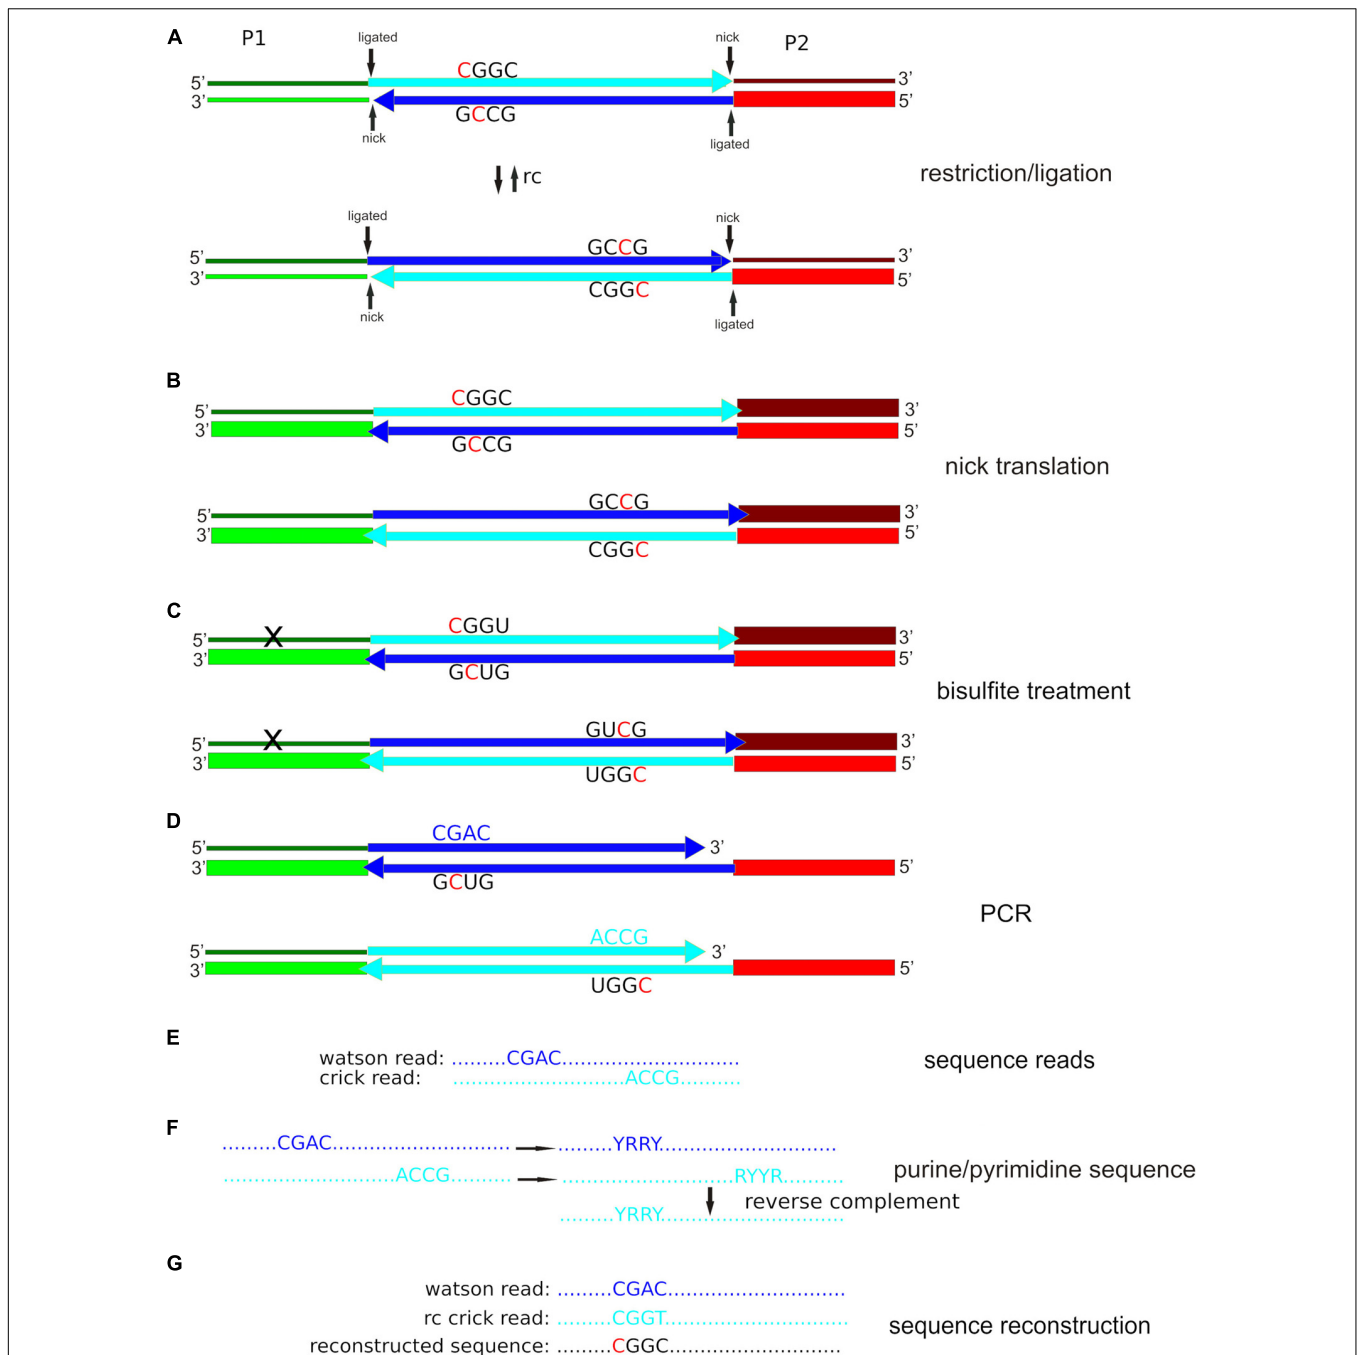 A
P1
ligated
nick
P2
5’ CGGC 3’
3’ GCCG 5’
nick
ligated
rc
restriction/ligation
ligated
nick
5’ GCCG 3’
3’ CGGC 5’
nick
ligated
B
5’ CGGC 3’
3’ GCCG 5’
nick translation
5’ GCCG 3’
3’ CGGC 5’
C
5’ X CGGU 3’
3’ GCUG 5’
bisulfite treatment
5’ X GUCG 3’
3’ UGGC 5’
D
5’ CGAC 3’
3’ GCUG 5’
PCR
5’ ACCG 3’
3’ UGGC 5’
E
watson read: .........CGAC.............................
crick read: ............................ACCG..........
sequence reads
F
.........CGAC............................. .........YRRY............................
............................ACCG.......... ............................RYYR..........
purine/pyrimidine sequence
reverse complement
.........YRRY..............................
G
watson read: .........CGAC.............................
rc crick read: .........CGGT..............................
reconstructed sequence: .........CGGC............................
sequence reconstruction